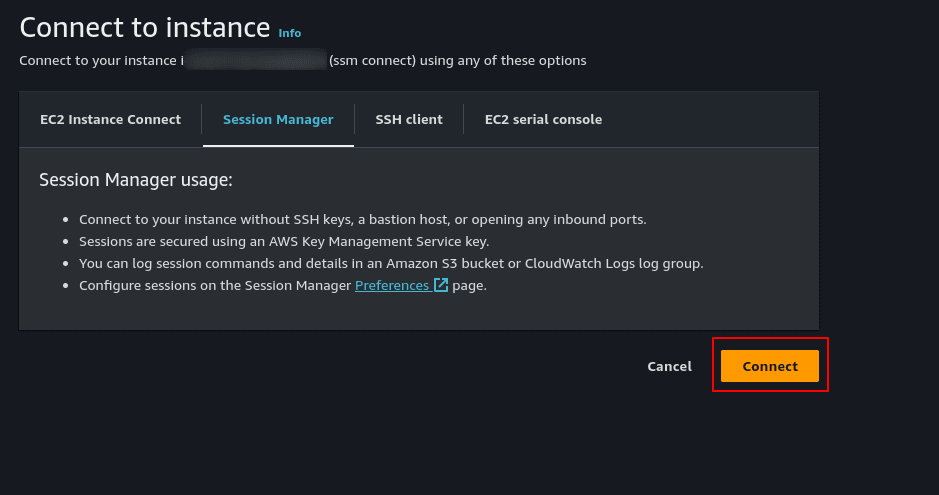 Connect to instance Info
Connect to your instance i (ssm connect) using any of these options
EC2 Instance Connect Session Manager SSH client EC2 serial console
Session Manager usage:
• Connect to your instance without SSH keys, a bastion host, or opening any inbound ports.
• Sessions are secured using an AWS Key Management Service key.
• You can log session commands and details in an Amazon S3 bucket or CloudWatch Logs log group.
• Configure sessions on the Session Manager Preferences page.
Cancel Connect